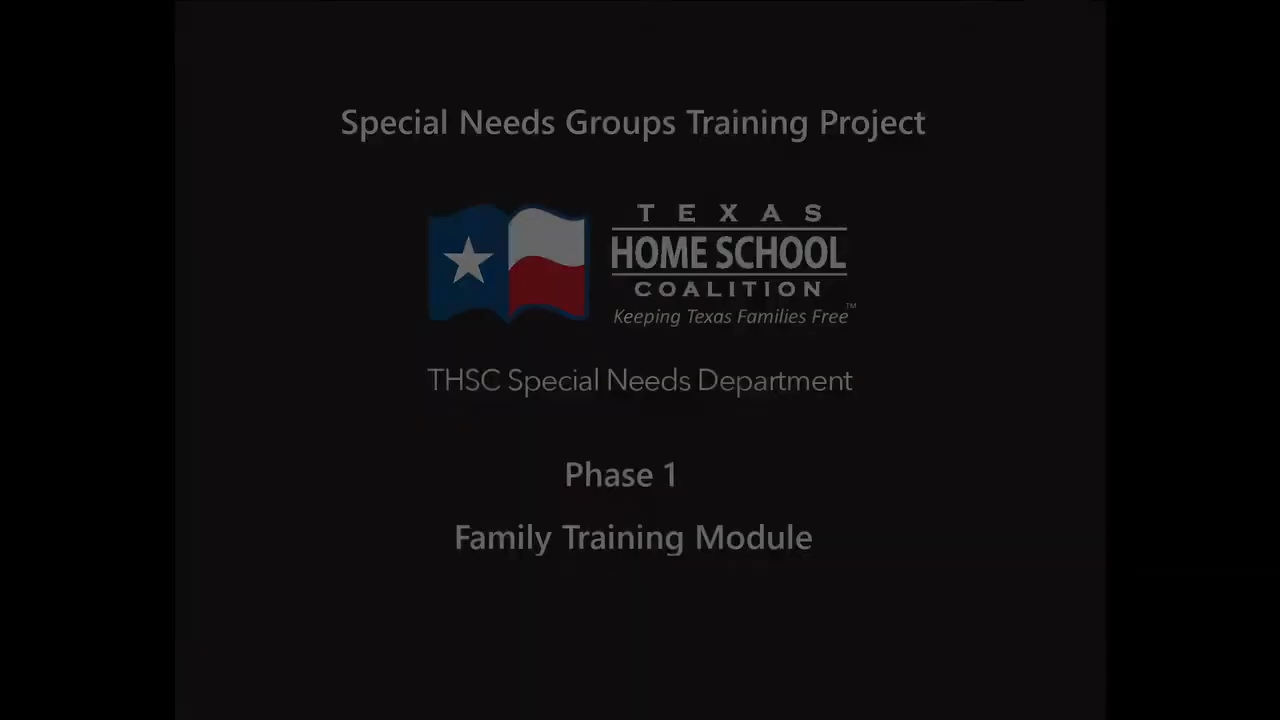 Special Needs Groups Training Project
TEXAS
HOME SCHOOL
COALITION
Keeping Texas Families Free™
THSC Special Needs Department
Phase 1
Family Training Module